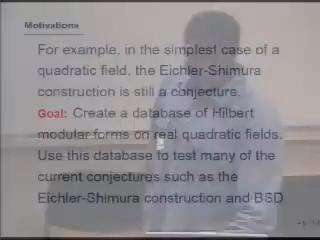 Motivations
For example, in the simplest case of a
quadratic field, the Eichler-Shimura
construction is still a conjecture.
Goal: Create a database of Hilbert
modular forms on real quadratic fields.
Use this database to test many of the
current conjectures such as the
Eichler-Shimura construction and BSD